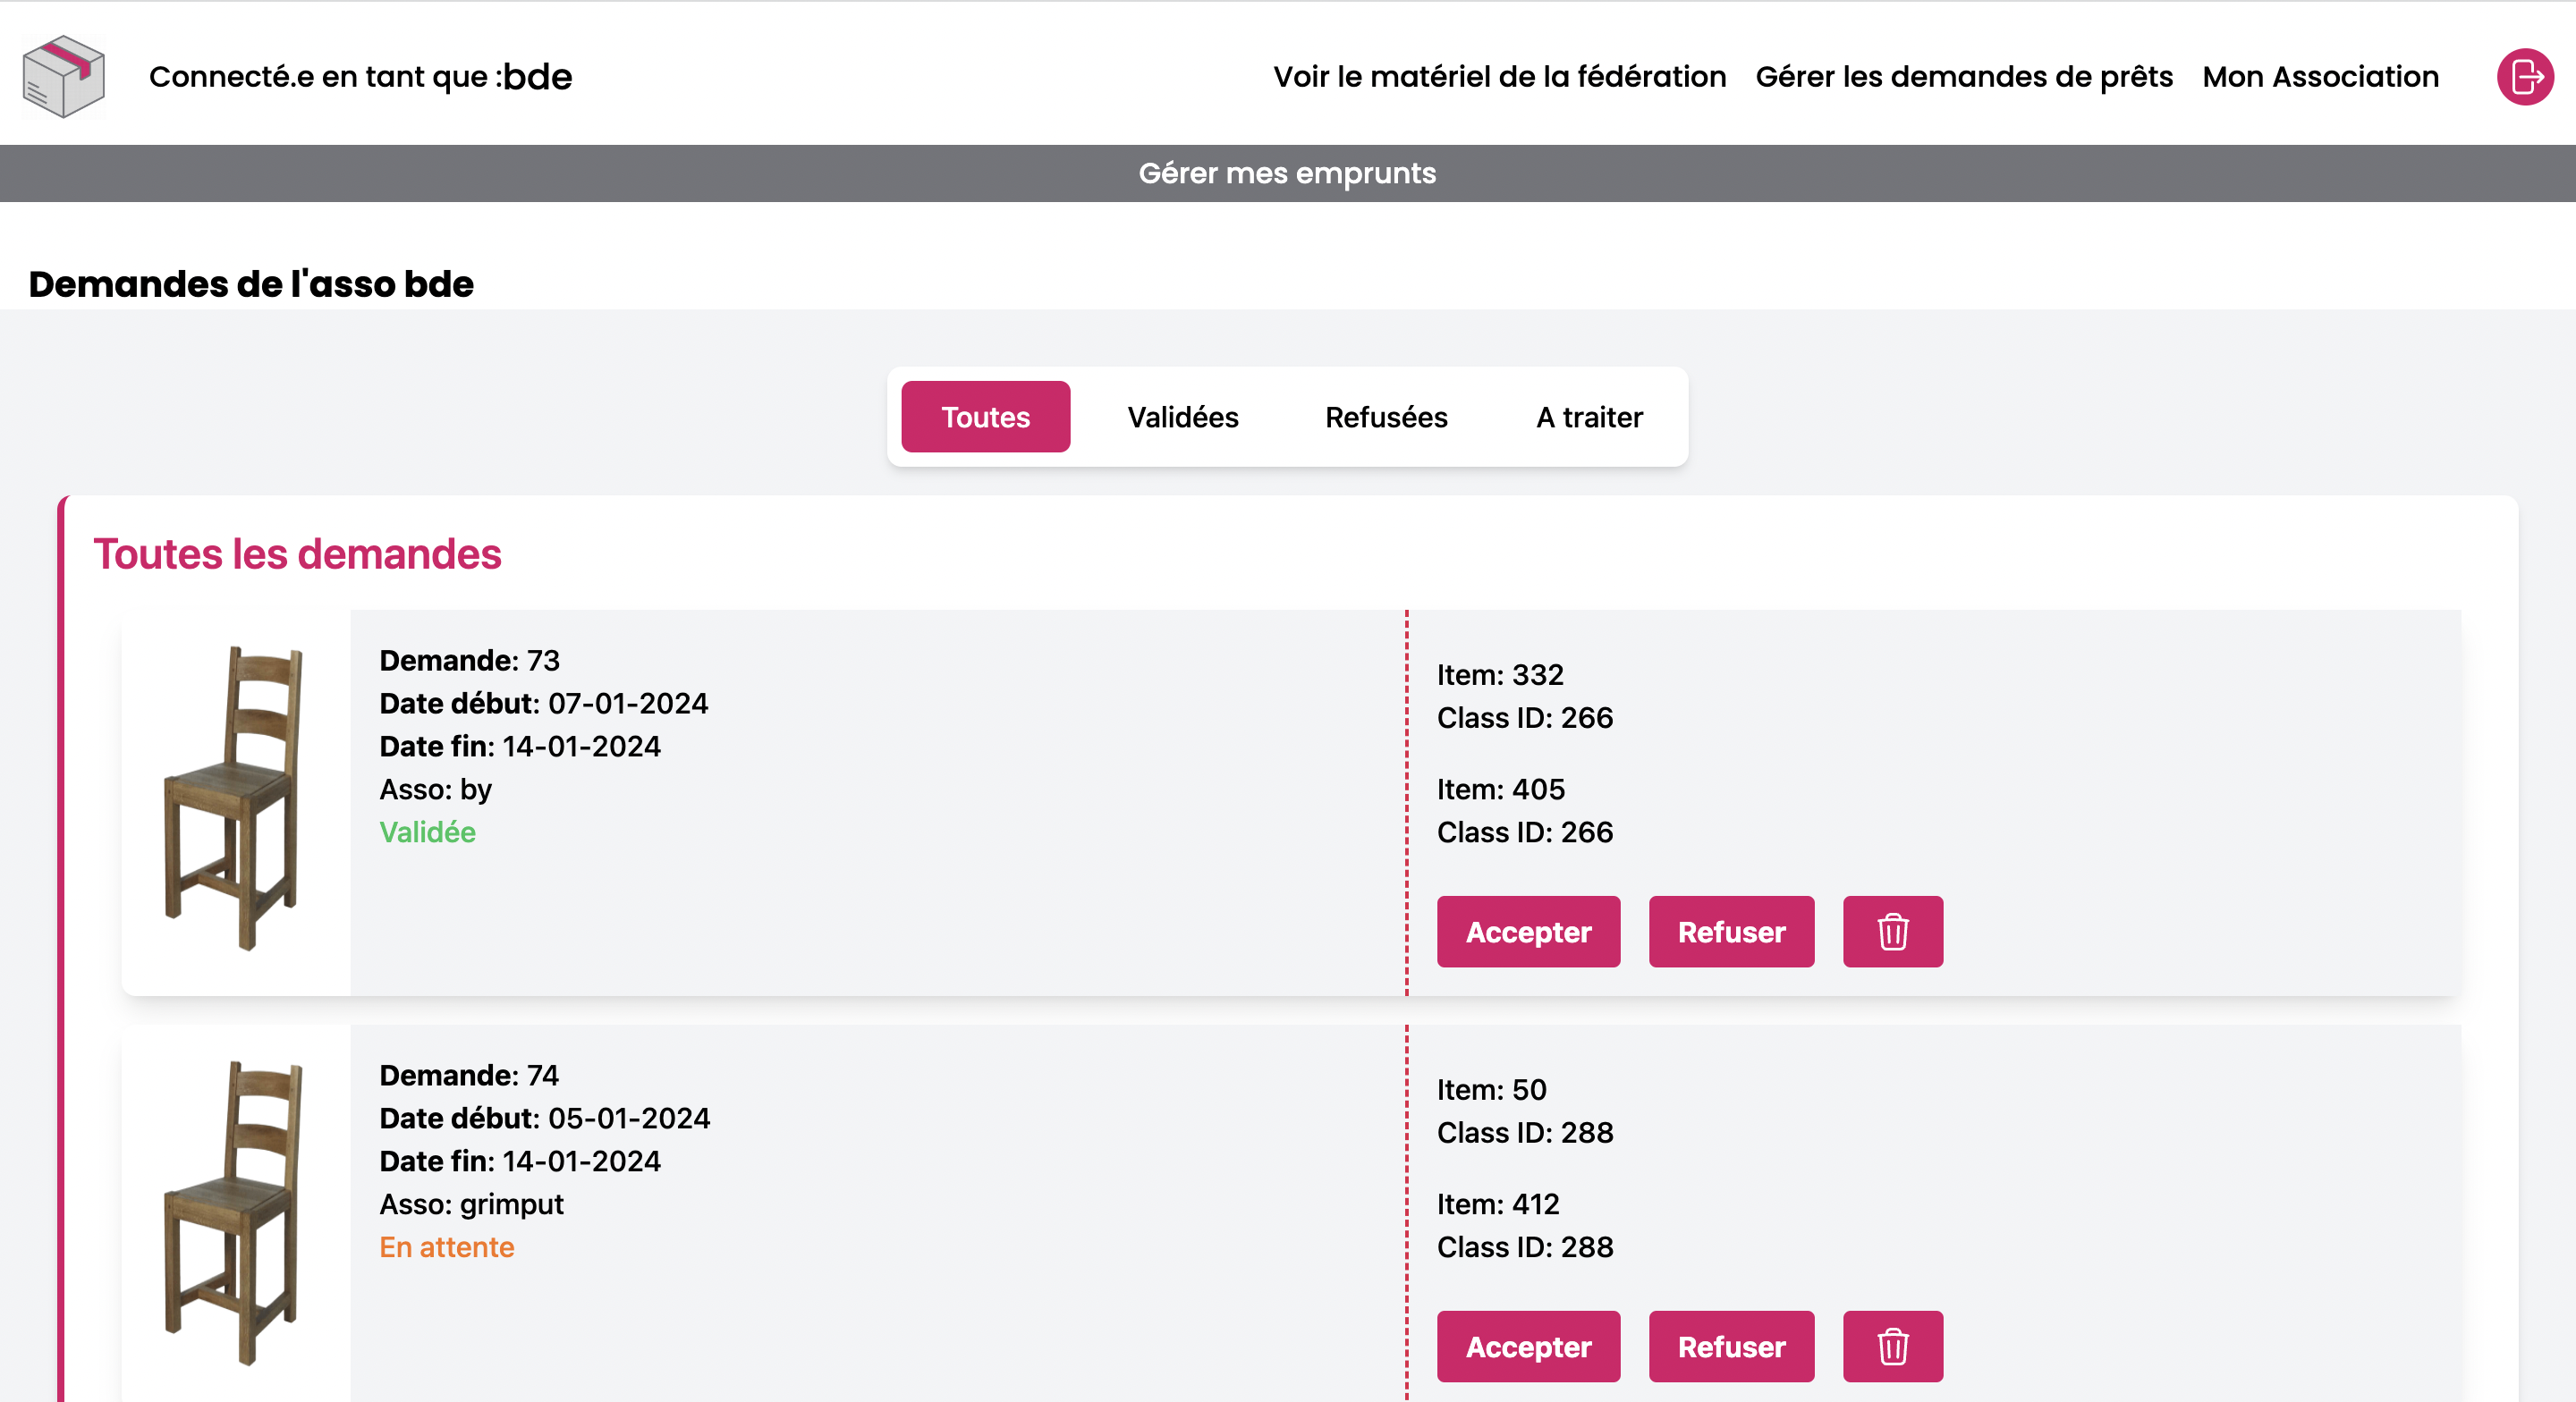 Connecté.e en tant que :bde
Voir le matériel de la fédération
Gérer les demandes de prêts
Mon Association
Gérer mes emprunts
Demandes de l'asso bde
Toutes
Validées
Refusées
A traiter
Toutes les demandes
Demande: 73
Date début: 07-01-2024
Date fin: 14-01-2024
Asso: by
Validée
Item: 332
Class ID: 266
Item: 405
Class ID: 266
Accepter
Refuser
Demande: 74
Date début: 05-01-2024
Date fin: 14-01-2024
Asso: grimput
En attente
Item: 50
Class ID: 288
Item: 412
Class ID: 288
Accepter
Refuser